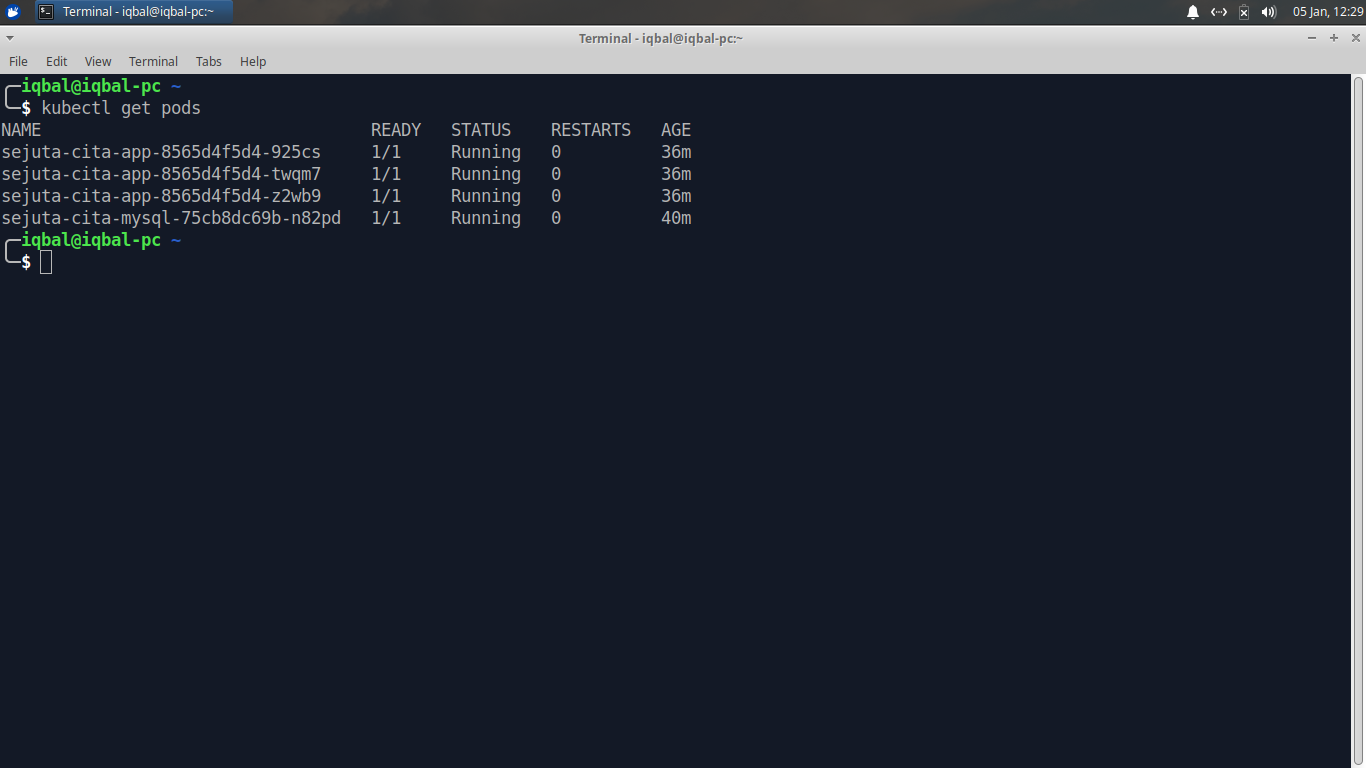 Terminal - iqbal@iqbal-pc:~ 05 Jan, 12:29
Terminal - iqbal@iqbal-pc:~
File Edit View Terminal Tabs Help
iqbal@iqbal-pc ~
$ kubectl get pods
NAME READY STATUS RESTARTS AGE
sejuta-cita-app-8565d4f5d4-925cs 1/1 Running 0 36m
sejuta-cita-app-8565d4f5d4-twqm7 1/1 Running 0 36m
sejuta-cita-app-8565d4f5d4-z2wb9 1/1 Running 0 36m
sejuta-cita-mysql-75cb8dc69b-n82pd 1/1 Running 0 40m
iqbal@iqbal-pc ~
$